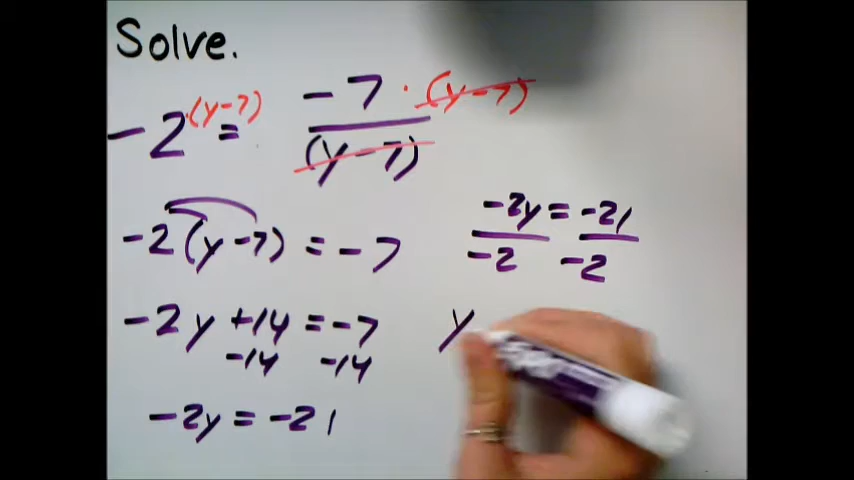 Solve.
-2·(y-7) = -7/(y-7) ·(y-7)
-2(y-7) = -7
-2y +14 = -7
-14 -14
-2y = -21
-2y = -21
-2 -2
y